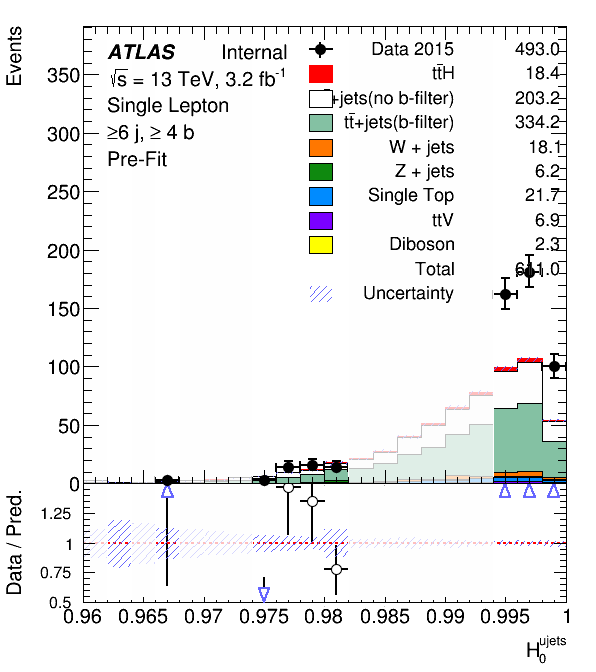 Events
ATLAS Internal
√s = 13 TeV, 3.2 fb-1
Single Lepton
≥6 j, ≥ 4 b
Pre-Fit
Data 2015 493.0
tt̄H 18.4
+jets(no b-filter) 203.2
tt̄+jets(b-filter) 334.2
W + jets 18.1
Z + jets 6.2
Single Top 21.7
ttV 6.9
Diboson 2.3
Total 611.0
Uncertainty
350
300
250
200
150
100
50
0
Data / Pred.
1.25
1
0.75
0.5
0.96 0.965 0.97 0.975 0.98 0.985 0.99 0.995 1
H0ujets